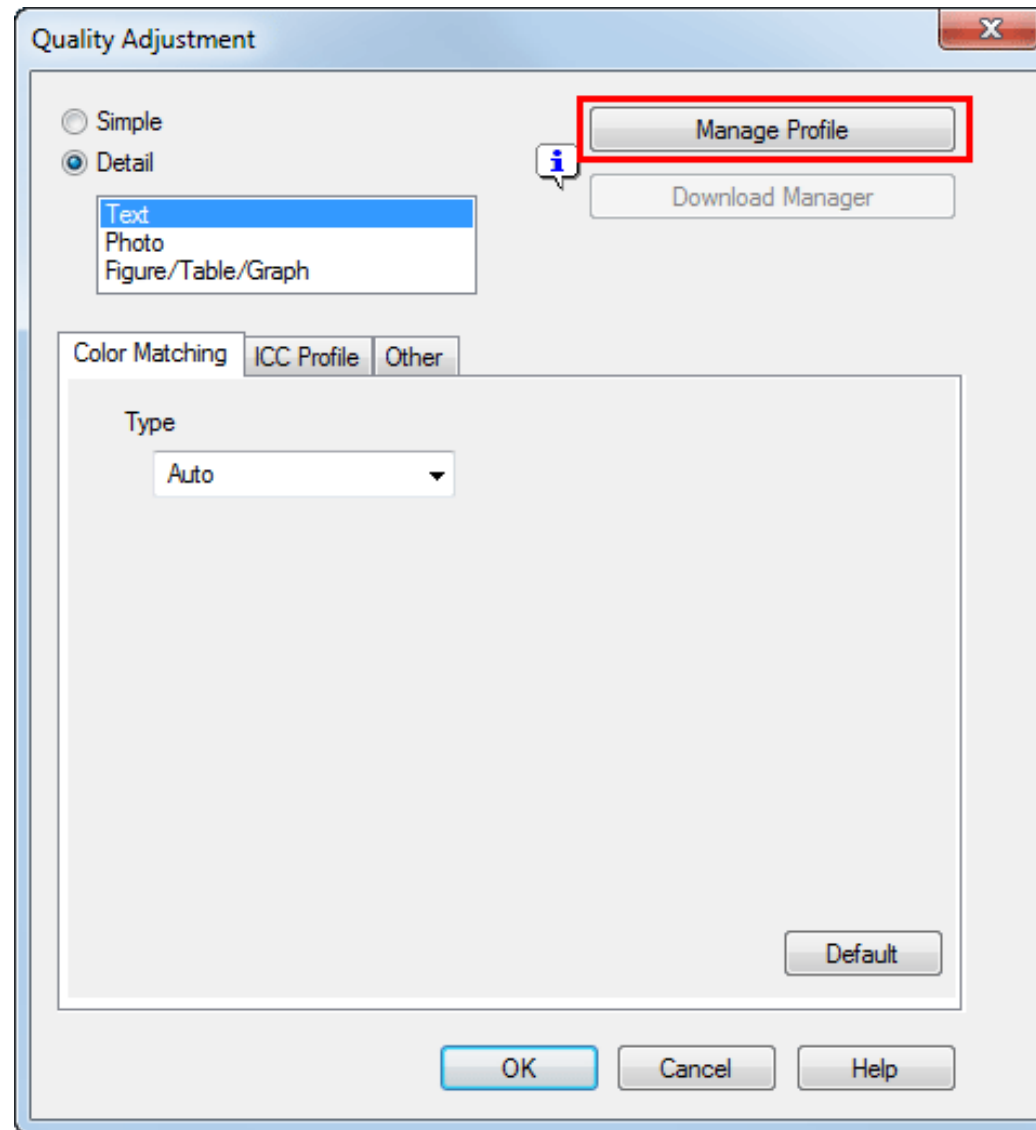 Quality Adjustment
Simple
Manage Profile
Detail
Download Manager
Text
Photo
Figure/Table/Graph
Color Matching
ICC Profile
Other
Type
Auto
Default
OK
Cancel
Help